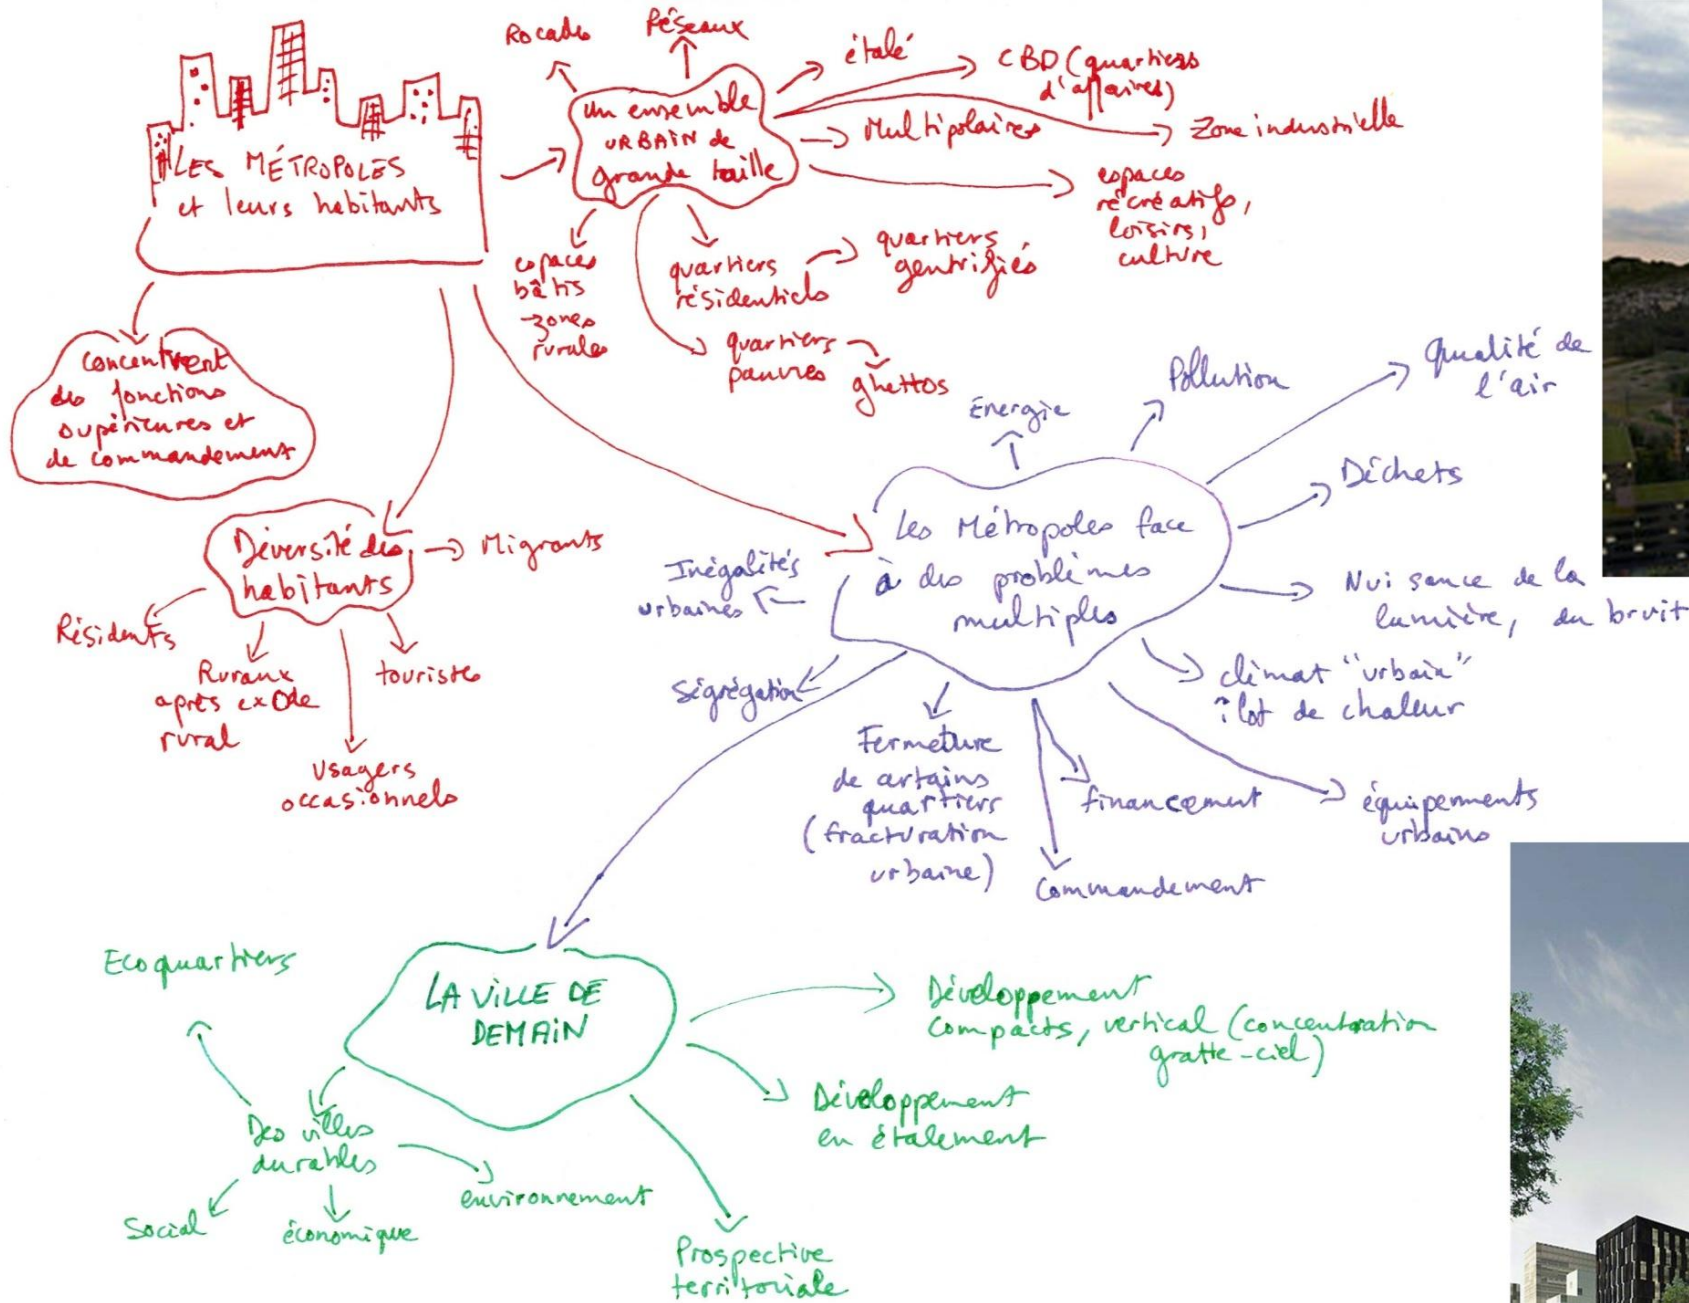 LES MÉTROPOLES
et leurs habitants
Rocades
Réseaux
étalé
CBD (quartiers
d'affaires)
un ensemble
URBAIN de
grande taille
Multipolaires
Zone industrielle
espaces
récréatifs,
loisirs,
culture
espaces
bâtis
zones
rurales
quartiers
résidentiels
quartiers
gentrifiés
quartiers
pauvres
ghettos
concentrent
des fonctions
supérieures et
de commandement
Diversité des
habitants
Migrants
Résidents
Ruraux
après exode
rural
touristes
Usagers
occasionnels
Les Métropoles face
à des problèmes
multiples
Énergie
Pollution
Qualité de
l'air
Déchets
Nuisance de la
lumière, du bruit
climat "urbain"
îlot de chaleur
équipements
urbains
financement
Commandement
Fermeture
de certains
quartiers
(fracturation
urbaine)
Ségrégation
Inégalités
urbaines
LA VILLE DE
DEMAIN
Ecoquartiers
Des villes
durables
Social
économique
environnement
Développement
compacts, vertical (concentration
gratte-ciel)
Développement
en étalement
Prospective
territoriale